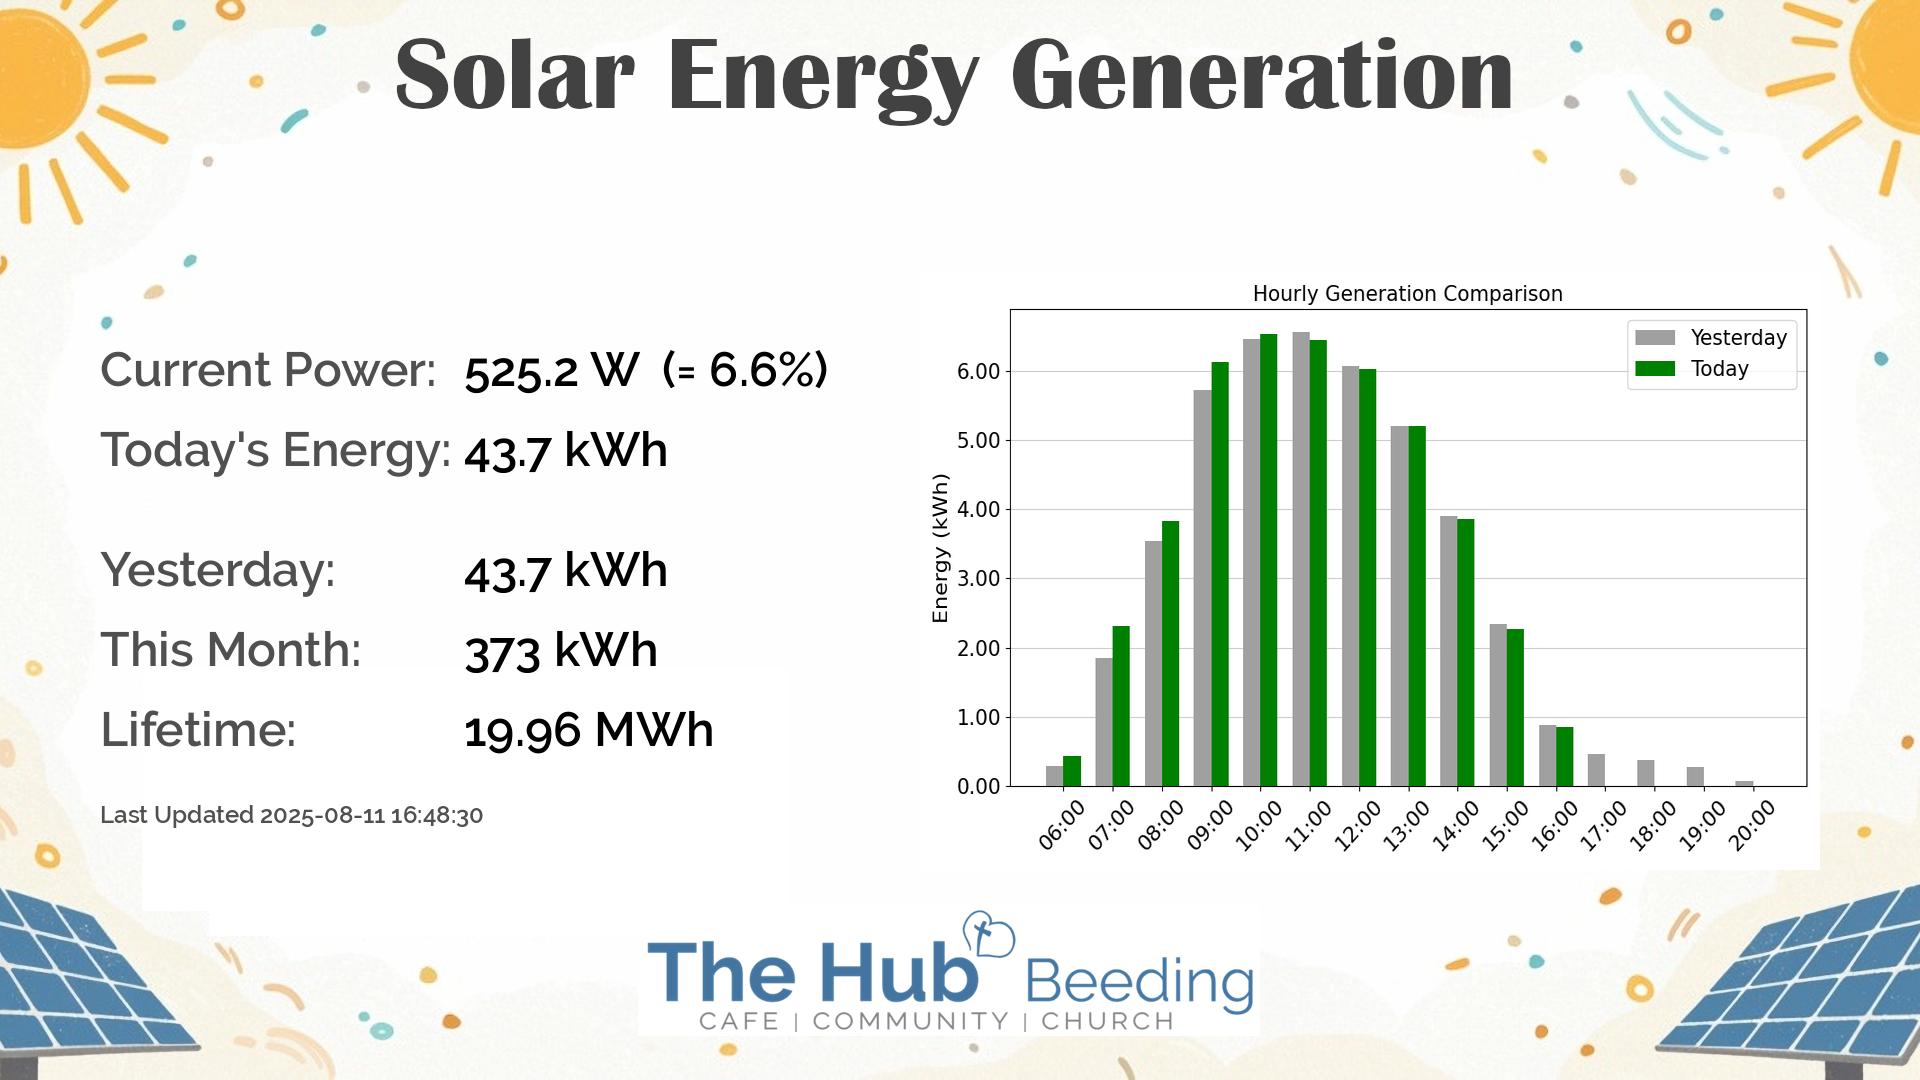 Solar Energy Generation
Current Power: 525.2 W (= 6.6%)
Today's Energy: 43.7 kWh
Yesterday: 43.7 kWh
This Month: 373 kWh
Lifetime: 19.96 MWh
Last Updated 2025-08-11 16:48:30
Hourly Generation Comparison
Yesterday
Today
Energy (kWh)
6.00
5.00
4.00
3.00
2.00
1.00
0.00
06:00 07:00 08:00 09:00 10:00 11:00 12:00 13:00 14:00 15:00 16:00 17:00 18:00 19:00 20:00
The Hub Beeding
CAFE | COMMUNITY | CHURCH